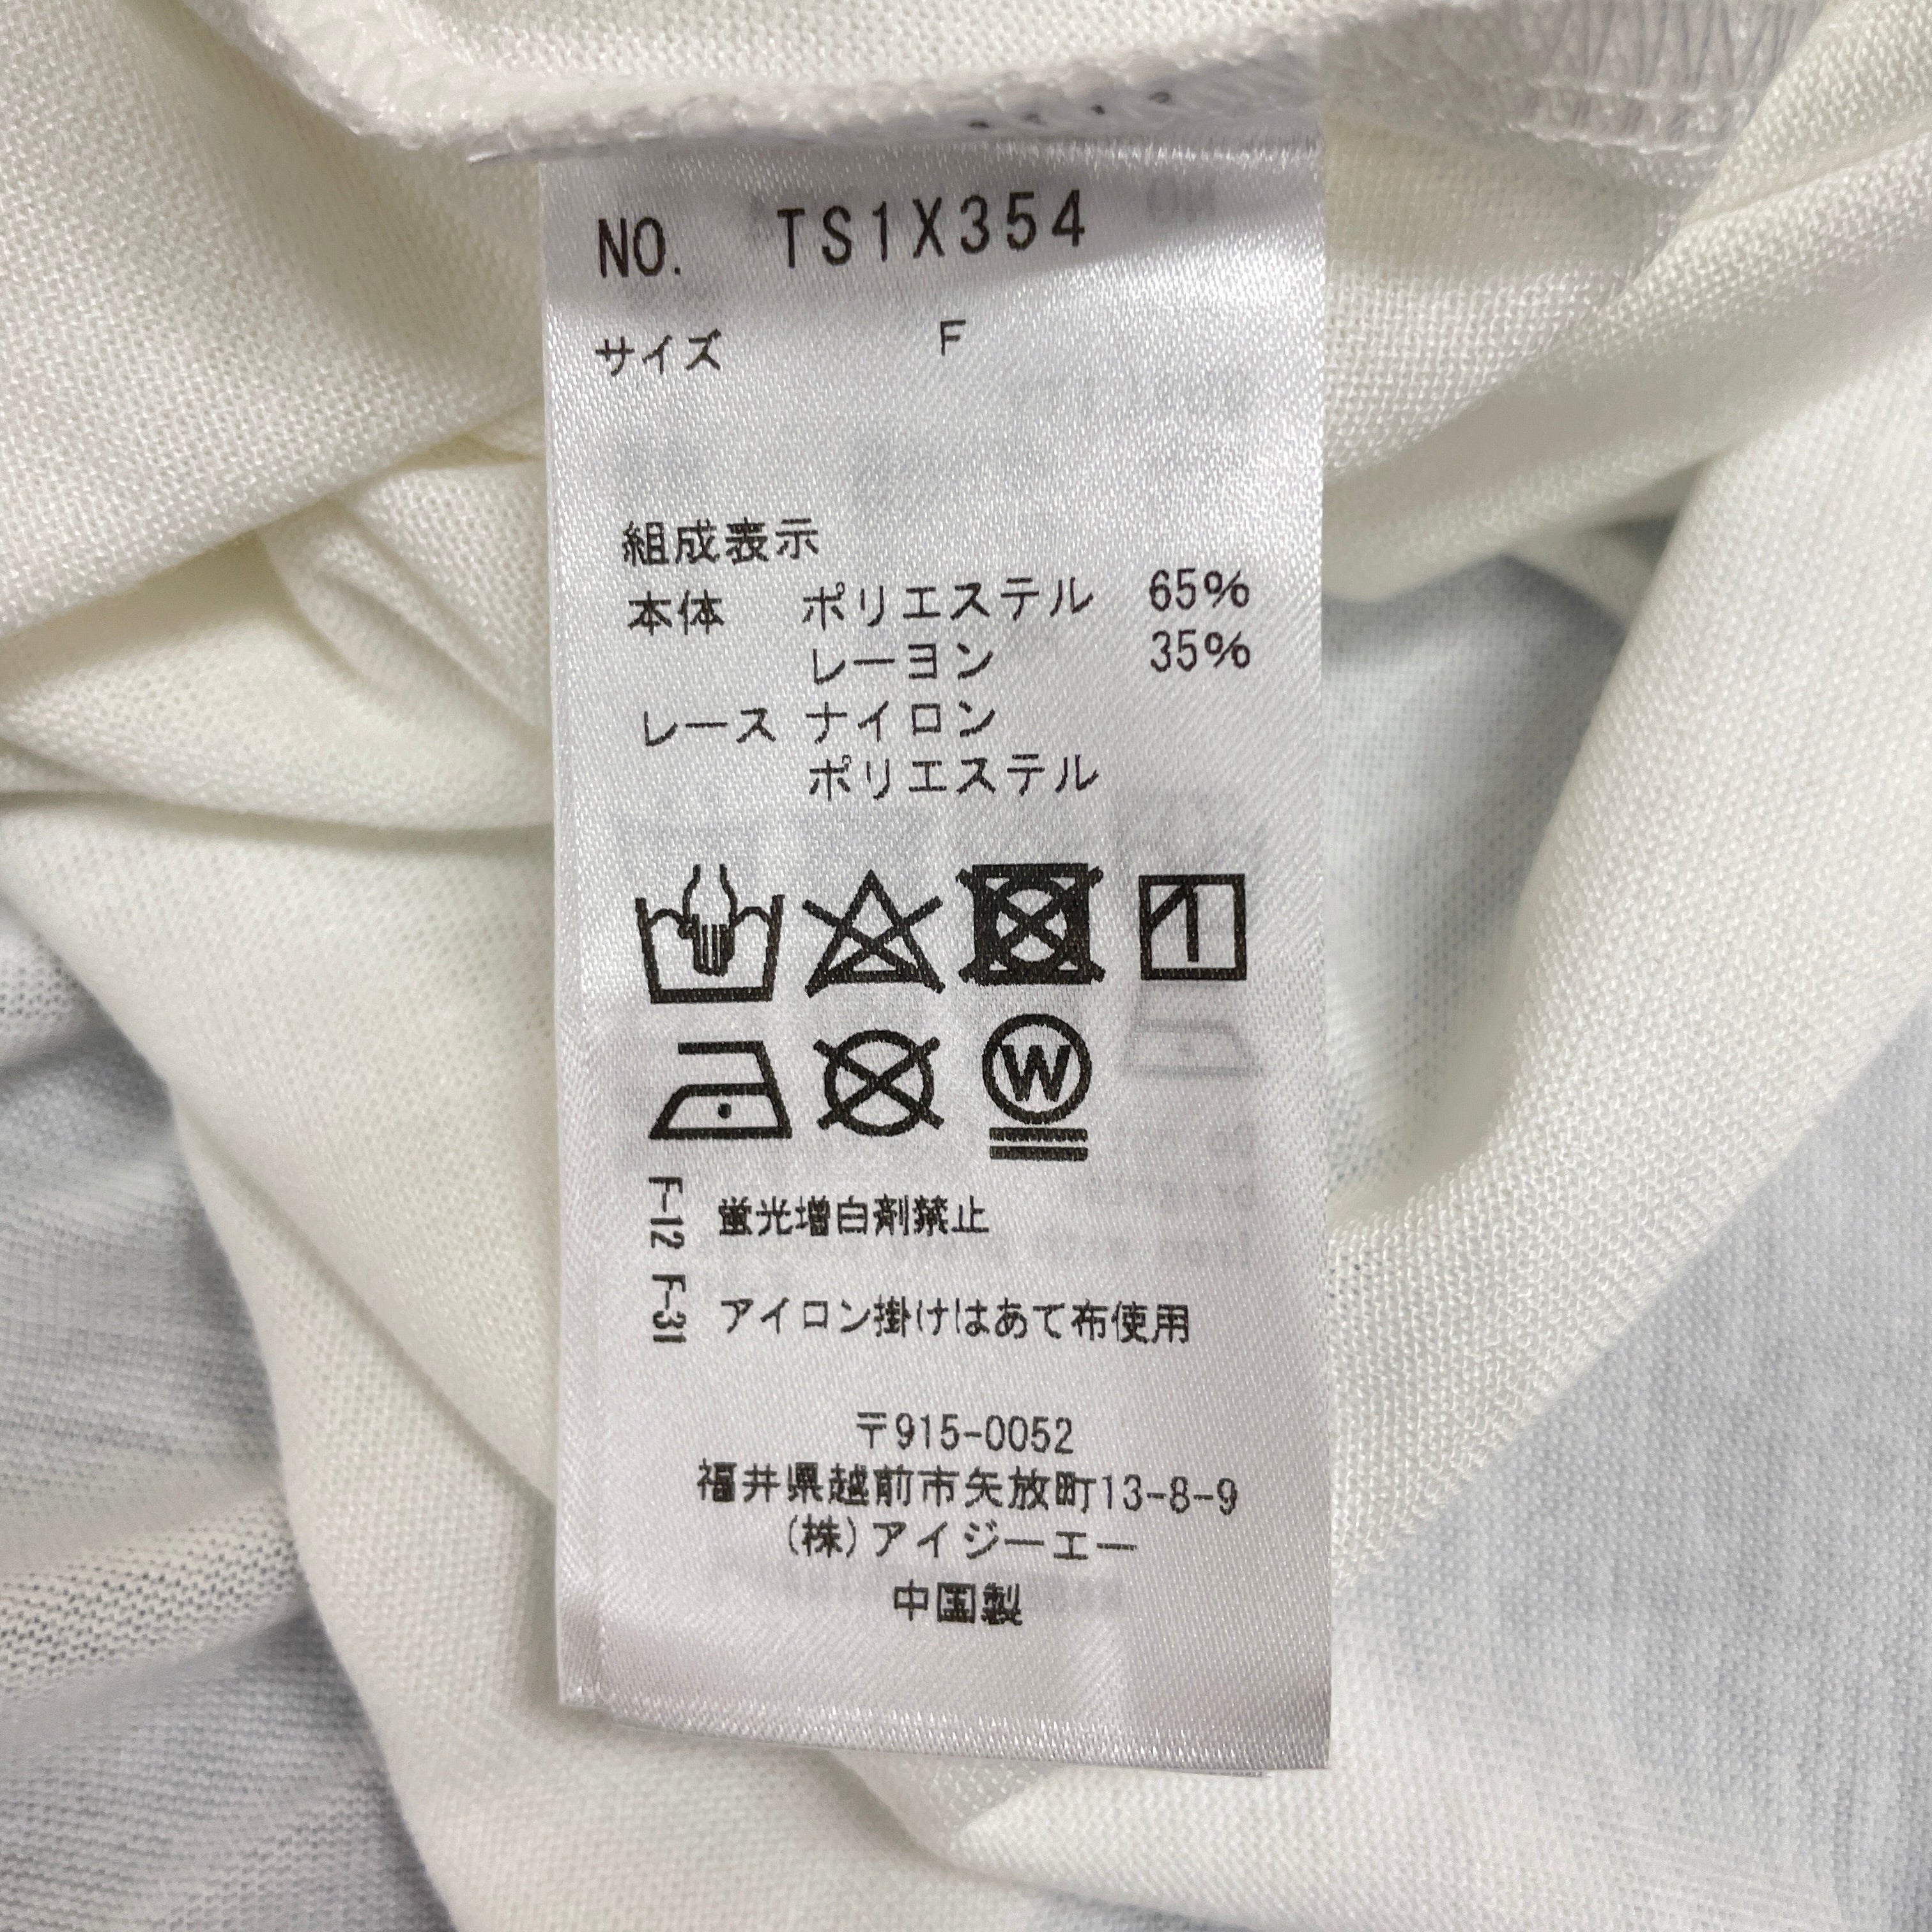 NO. TS1X354
サイズ F
組成表示
本体 ポリエステル 65%
レーヨン 35%
レース ナイロン
ポリエステル
W
F-12 蛍光増白剤禁止
F-31 アイロン掛けはあて布使用
〒915-0052
福井県越前市矢放町13-8-9
(株)アイジーエー
中国製